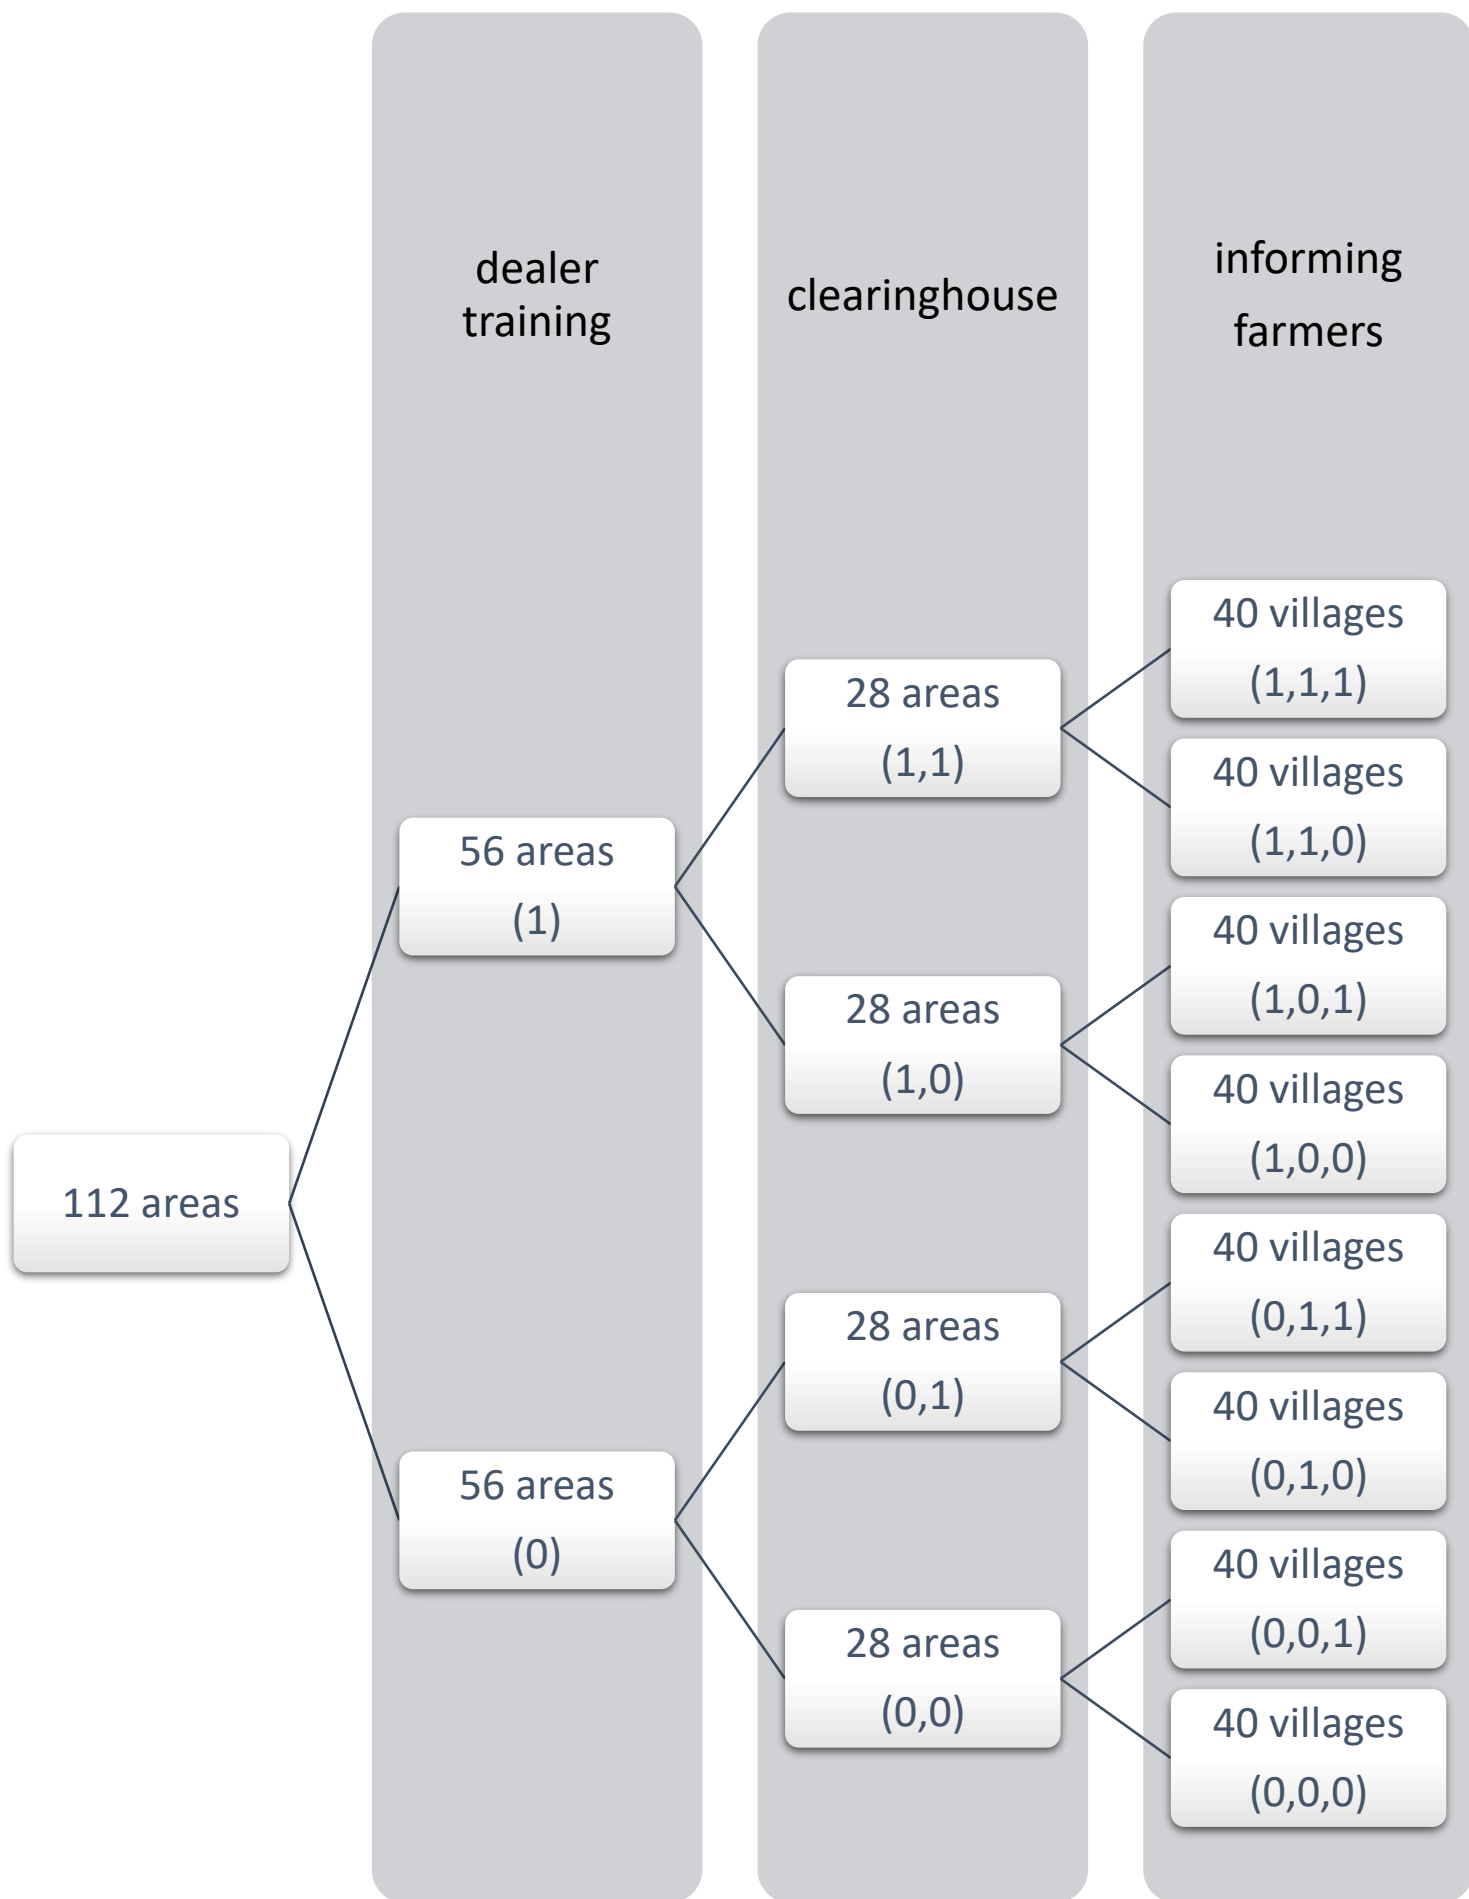 dealer
training
clearinghouse
informing
farmers
112 areas
56 areas
(1)
56 areas
(0)
28 areas
(1,1)
28 areas
(1,0)
28 areas
(0,1)
28 areas
(0,0)
40 villages
(1,1,1)
40 villages
(1,1,0)
40 villages
(1,0,1)
40 villages
(1,0,0)
40 villages
(0,1,1)
40 villages
(0,1,0)
40 villages
(0,0,1)
40 villages
(0,0,0)